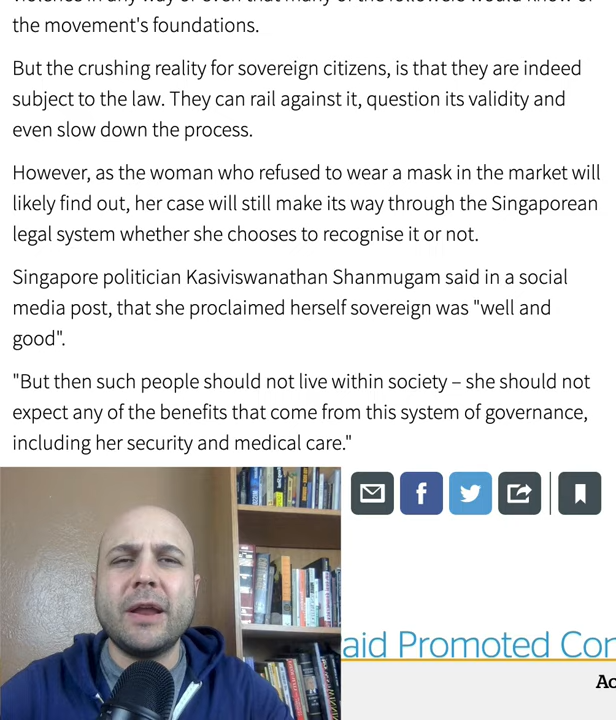 the movement's foundations.
But the crushing reality for sovereign citizens, is that they are indeed
subject to the law. They can rail against it, question its validity and
even slow down the process.
However, as the woman who refused to wear a mask in the market will
likely find out, her case will still make its way through the Singaporean
legal system whether she chooses to recognise it or not.
Singapore politician Kasiviswanathan Shanmugam said in a social
media post, that she proclaimed herself sovereign was "well and
good".
"But then such people should not live within society – she should not
expect any of the benefits that come from this system of governance,
including her security and medical care."
f
aid Promoted Con
Ac